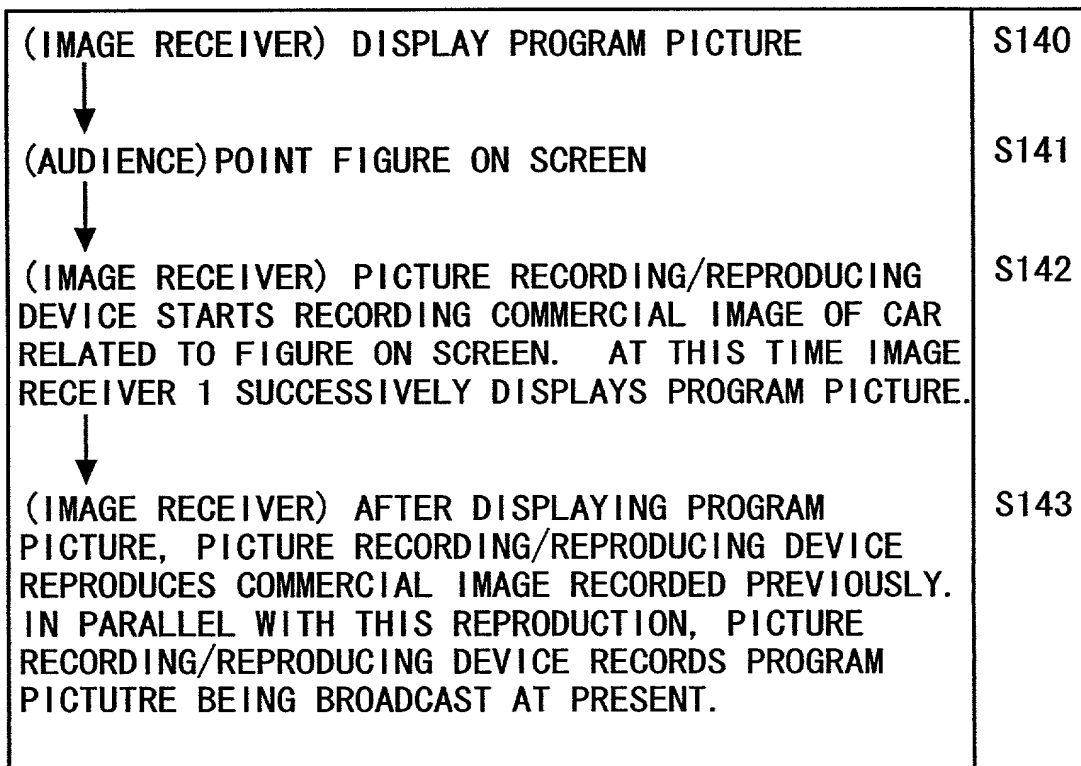 (IMAGE RECEIVER) DISPLAY PROGRAM PICTURE S140
(AUDIENCE)POINT FIGURE ON SCREEN S141
(IMAGE RECEIVER) PICTURE RECORDING/REPRODUCING S142
DEVICE STARTS RECORDING COMMERCIAL IMAGE OF CAR
RELATED TO FIGURE ON SCREEN. AT THIS TIME IMAGE
RECEIVER 1 SUCCESSIVELY DISPLAYS PROGRAM PICTURE.
(IMAGE RECEIVER) AFTER DISPLAYING PROGRAM S143
PICTURE, PICTURE RECORDING/REPRODUCING DEVICE
REPRODUCES COMMERCIAL IMAGE RECORDED PREVIOUSLY.
IN PARALLEL WITH THIS REPRODUCTION, PICTURE
RECORDING/REPRODUCING DEVICE RECORDS PROGRAM
PICTUTRE BEING BROADCAST AT PRESENT.